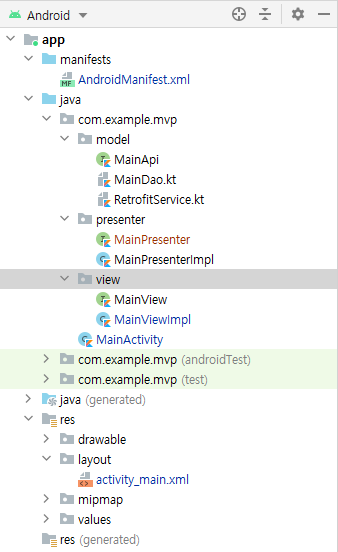 Android
app
manifests
AndroidManifest.xml
java
com.example.mvp
model
MainApi
MainDao.kt
RetrofitService.kt
presenter
MainPresenter
MainPresenterImpl
view
MainView
MainViewImpl
MainActivity
com.example.mvp (androidTest)
com.example.mvp (test)
java (generated)
res
drawable
layout
activity_main.xml
mipmap
values
res (generated)